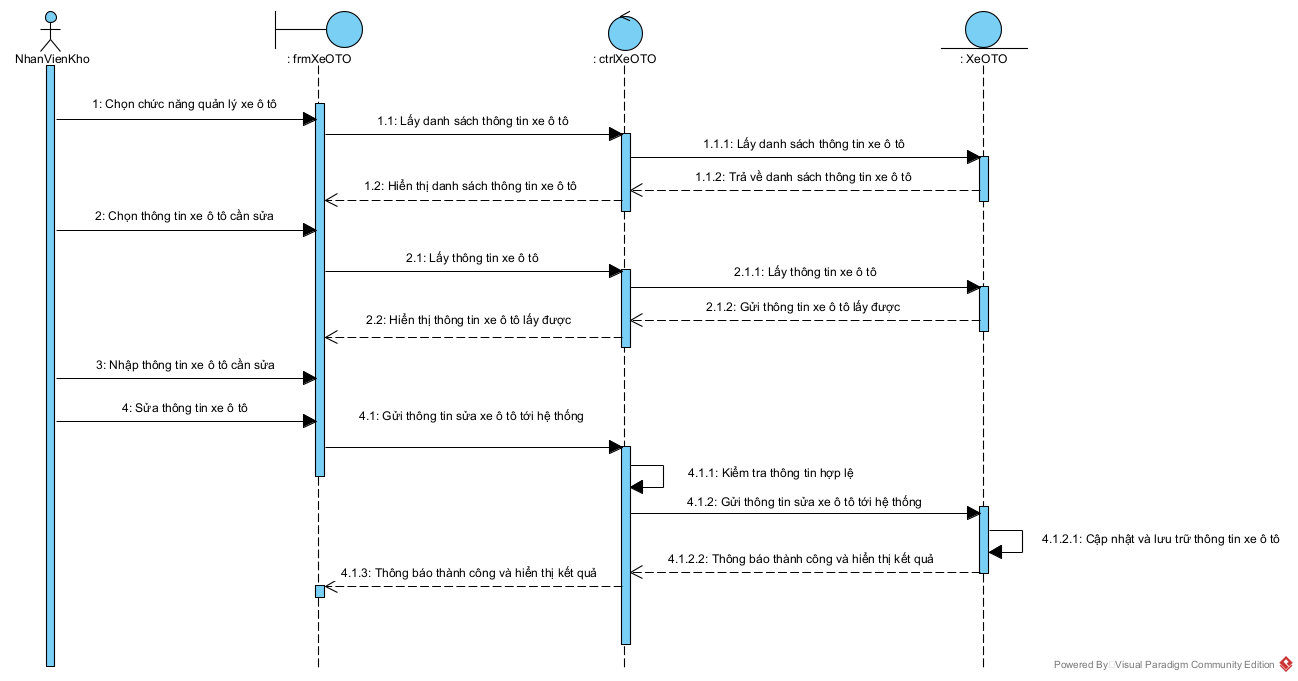 NhanVienKho
: frmXeOTO
: ctrlXeOTO
: XeOTO
1: Chọn chức năng quản lý xe ô tô
1.1: Lấy danh sách thông tin xe ô tô
1.1.1: Lấy danh sách thông tin xe ô tô
1.1.2: Trả về danh sách thông tin xe ô tô
1.2: Hiển thị danh sách thông tin xe ô tô
2: Chọn thông tin xe ô tô cần sửa
2.1: Lấy thông tin xe ô tô
2.1.1: Lấy thông tin xe ô tô
2.1.2: Gửi thông tin xe ô tô lấy được
2.2: Hiển thị thông tin xe ô tô lấy được
3: Nhập thông tin xe ô tô cần sửa
4: Sửa thông tin xe ô tô
4.1: Gửi thông tin sửa xe ô tô tới hệ thống
4.1.1: Kiểm tra thông tin hợp lệ
4.1.2: Gửi thông tin sửa xe ô tô tới hệ thống
4.1.2.1: Cập nhật và lưu trữ thông tin xe ô tô
4.1.2.2: Thông báo thành công và hiển thị kết quả
4.1.3: Thông báo thành công và hiển thị kết quả
Powered By Visual Paradigm Community Edition